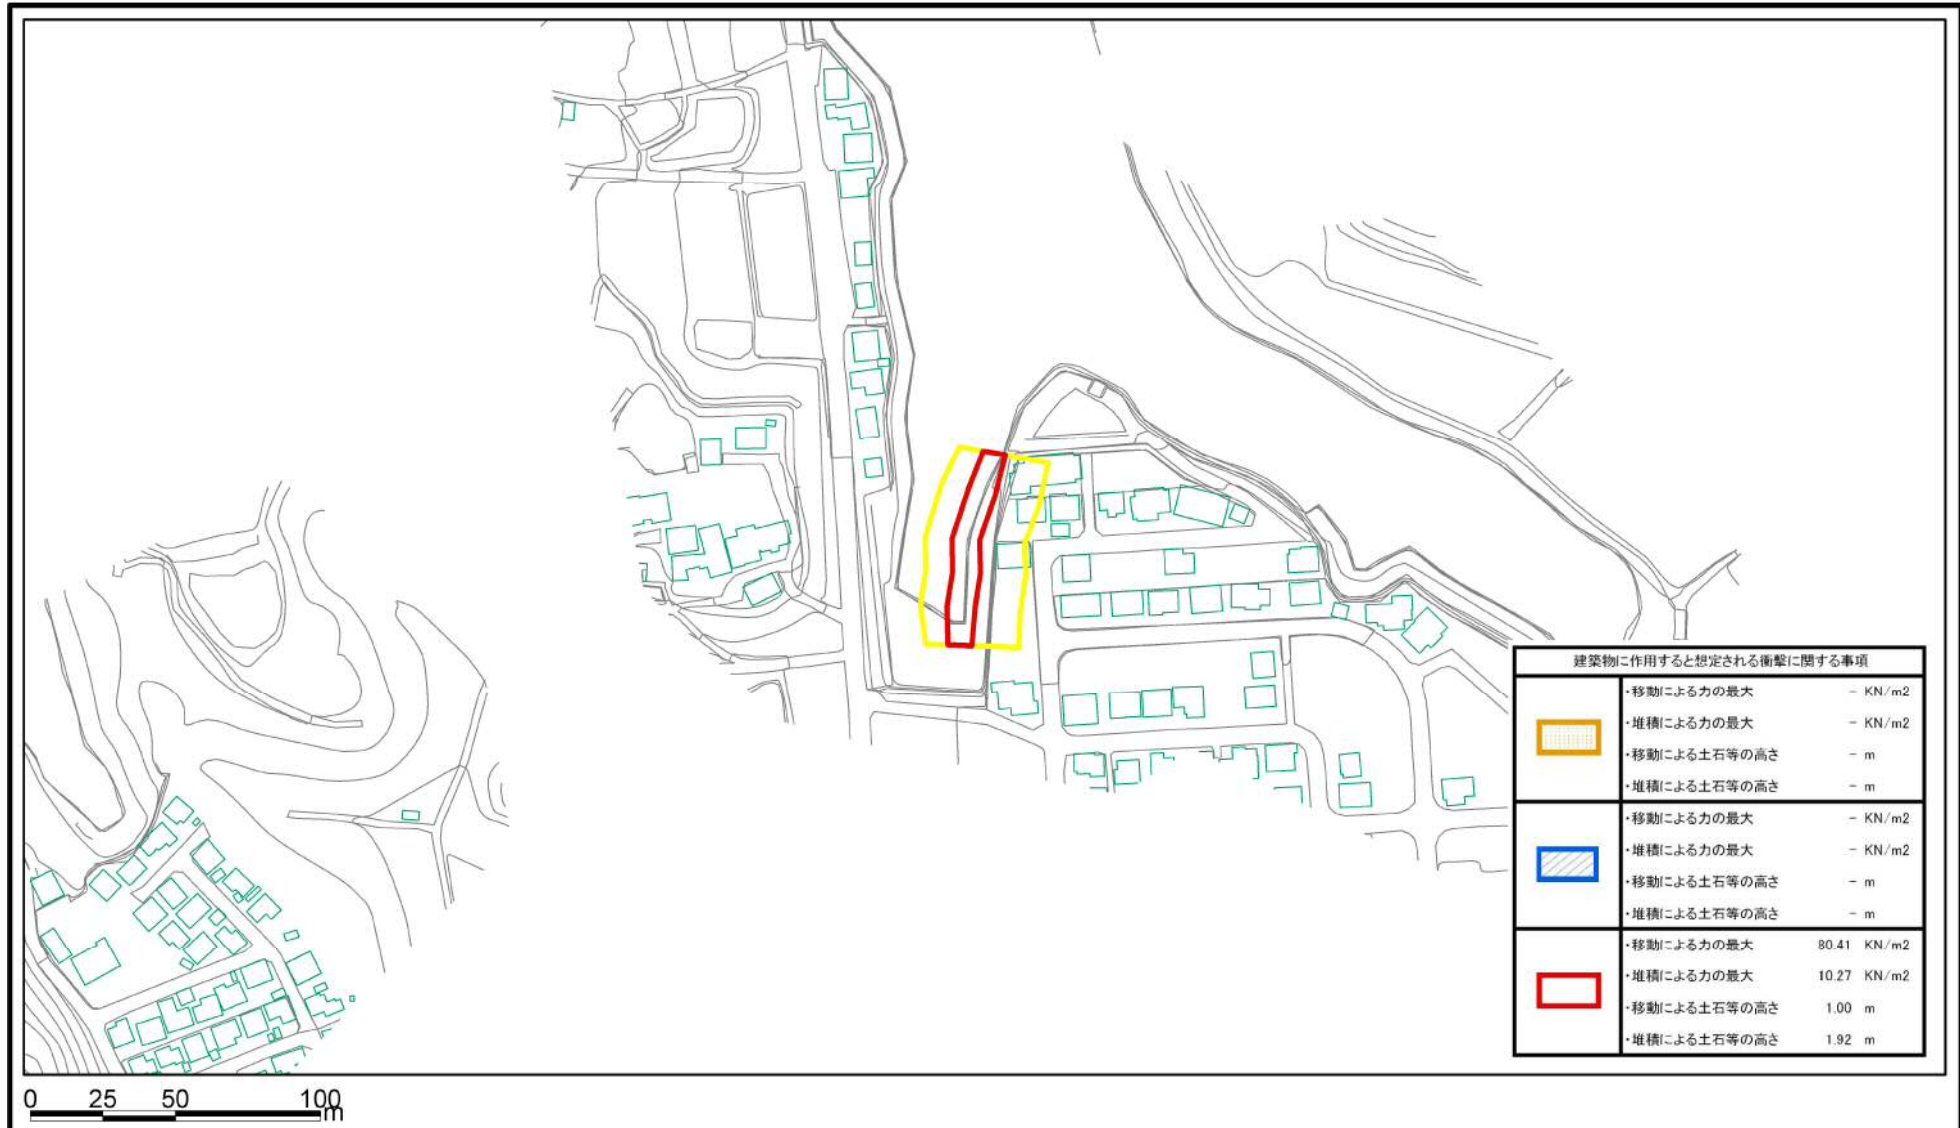 建築物に作用すると想定される衝撃に関する事項
・移動による力の最大 － KN/m2
・堆積による力の最大 － KN/m2
・移動による土石等の高さ － m
・堆積による土石等の高さ － m
・移動による力の最大 － KN/m2
・堆積による力の最大 － KN/m2
・移動による土石等の高さ － m
・堆積による土石等の高さ － m
・移動による力の最大 80.41 KN/m2
・堆積による力の最大 10.27 KN/m2
・移動による土石等の高さ 1.00 m
・堆積による土石等の高さ 1.92 m
0 25 50 100 m